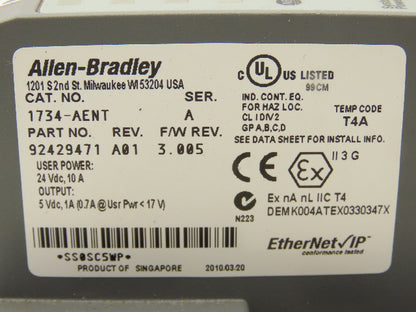 Allen-Bradley
1201 S 2nd St. Milwaukee WI 53204 USA
CAT. NO. SER.
1734-AENT A
PART NO. REV. F/W REV.
92429471 A01 3.005
USER POWER:
24 Vdc, 10 A
OUTPUT:
5 Vdc, 1A (0.7A @ Usr Pwr < 17 V)
*SS0SC5WP*
PRODUCT OF SINGAPORE 2010/03/20
C UL US LISTED
99CM
IND. CONT. EQ.
FOR HAZ LOC.
CL I DIV 2
GP A,B,C,D
TEMP CODE
T4A
SEE DATA SHEET FOR INSTALL INFO.
CE Ex II 3 G
N223
Ex nA nL IIC T4
DEMKO04ATEX0330347X
EtherNet/IP
conformance tested